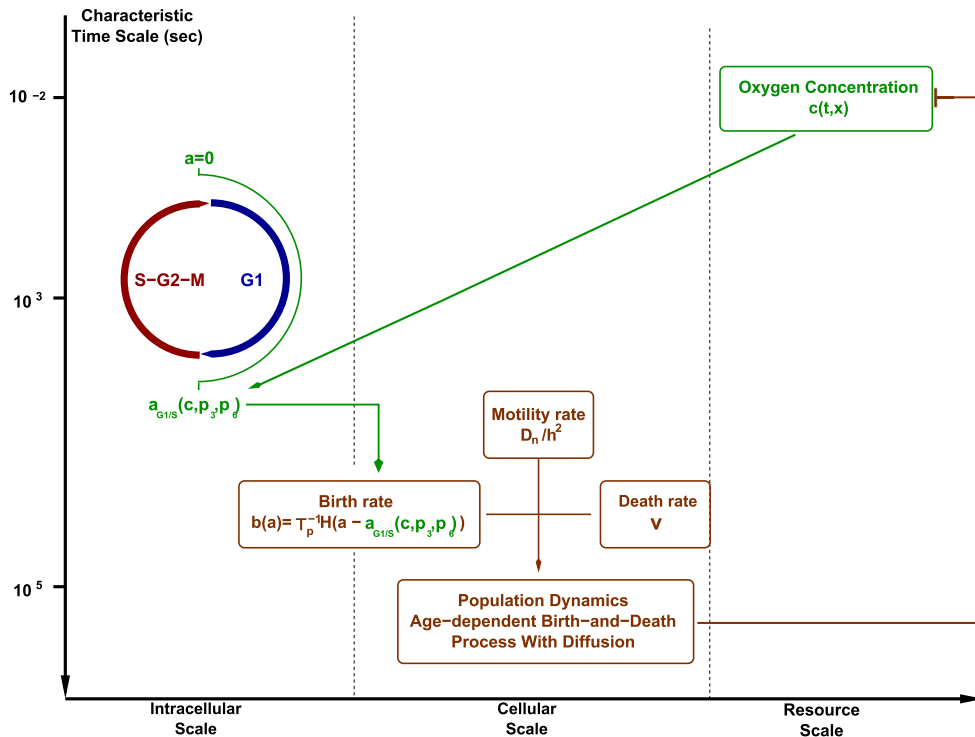 Characteristic
Time Scale (sec)
10 −2
Oxygen Concentration
c(t,x)
a=0
S−G2−M
G1
10 3
a G1/S (c,p 3 ,p 6 )
Motility rate
D n /h 2
Birth rate
b(a)= τ p −1 H(a − a G1/S (c,p 3 ,p 6 ) )
Death rate
ν
10 5
Population Dynamics
Age−dependent Birth−and−Death
Process With Diffusion
Intracellular
Scale
Cellular
Scale
Resource
Scale